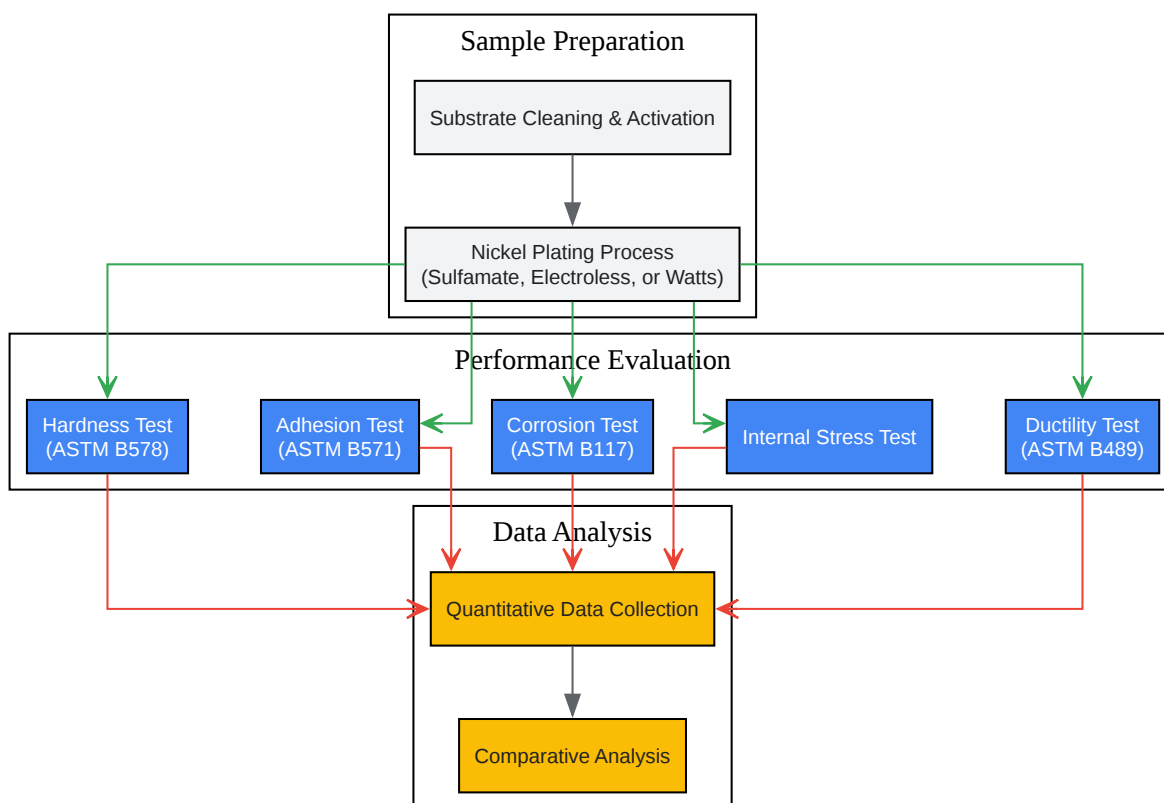 Sample Preparation
Substrate Cleaning & Activation
Nickel Plating Process
(Sulfamate, Electroless, or Watts)
Performance Evaluation
Hardness Test
(ASTM B578)
Adhesion Test
(ASTM B571)
Corrosion Test
(ASTM B117)
Internal Stress Test
Ductility Test
(ASTM B489)
Data Analysis
Quantitative Data Collection
Comparative Analysis